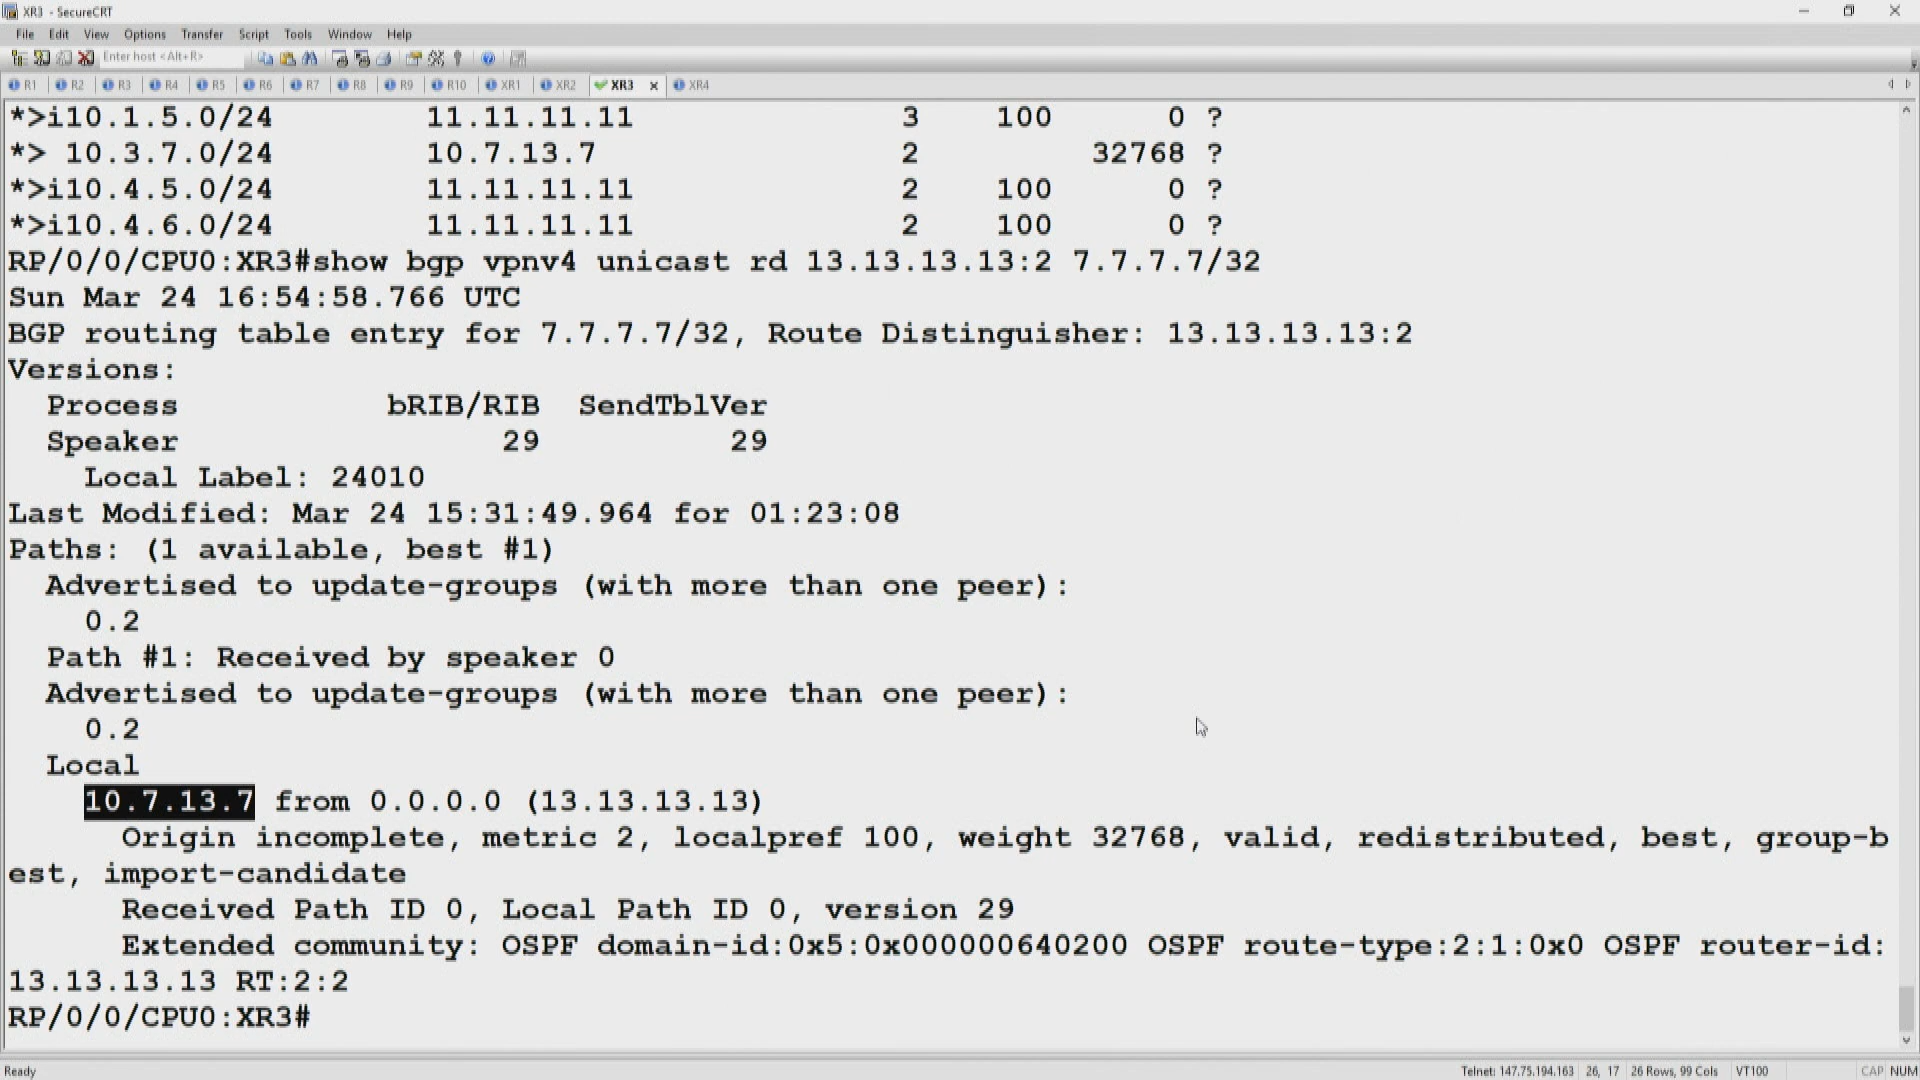 XR3 - SecureCRT
File Edit View Options Transfer Script Tools Window Help
Enter host <Alt+R>
R1 R2 R3 R4 R5 R6 R7 R8 R9 R10 XR1 XR2 XR3 XR4
*>i10.1.5.0/24 11.11.11.11 3 100 0 ?
*> 10.3.7.0/24 10.7.13.7 2 32768 ?
*>i10.4.5.0/24 11.11.11.11 2 100 0 ?
*>i10.4.6.0/24 11.11.11.11 2 100 0 ?
RP/0/0/CPU0:XR3#show bgp vpnv4 unicast rd 13.13.13.13:2 7.7.7.7/32
Sun Mar 24 16:54:58.766 UTC
BGP routing table entry for 7.7.7.7/32, Route Distinguisher: 13.13.13.13:2
Versions:
Process bRIB/RIB SendTblVer
Speaker 29 29
Local Label: 24010
Last Modified: Mar 24 15:31:49.964 for 01:23:08
Paths: (1 available, best #1)
Advertised to update-groups (with more than one peer):
0.2
Path #1: Received by speaker 0
Advertised to update-groups (with more than one peer):
0.2
Local
10.7.13.7 from 0.0.0.0 (13.13.13.13)
Origin incomplete, metric 2, localpref 100, weight 32768, valid, redistributed, best, group-b
est, import-candidate
Received Path ID 0, Local Path ID 0, version 29
Extended community: OSPF domain-id:0x5:0x000000640200 OSPF route-type:2:1:0x0 OSPF router-id:
13.13.13.13 RT:2:2
RP/0/0/CPU0:XR3#
Ready Telnet: 147.75.194.163 26, 17 26 Rows, 99 Cols VT100 CAP NUM